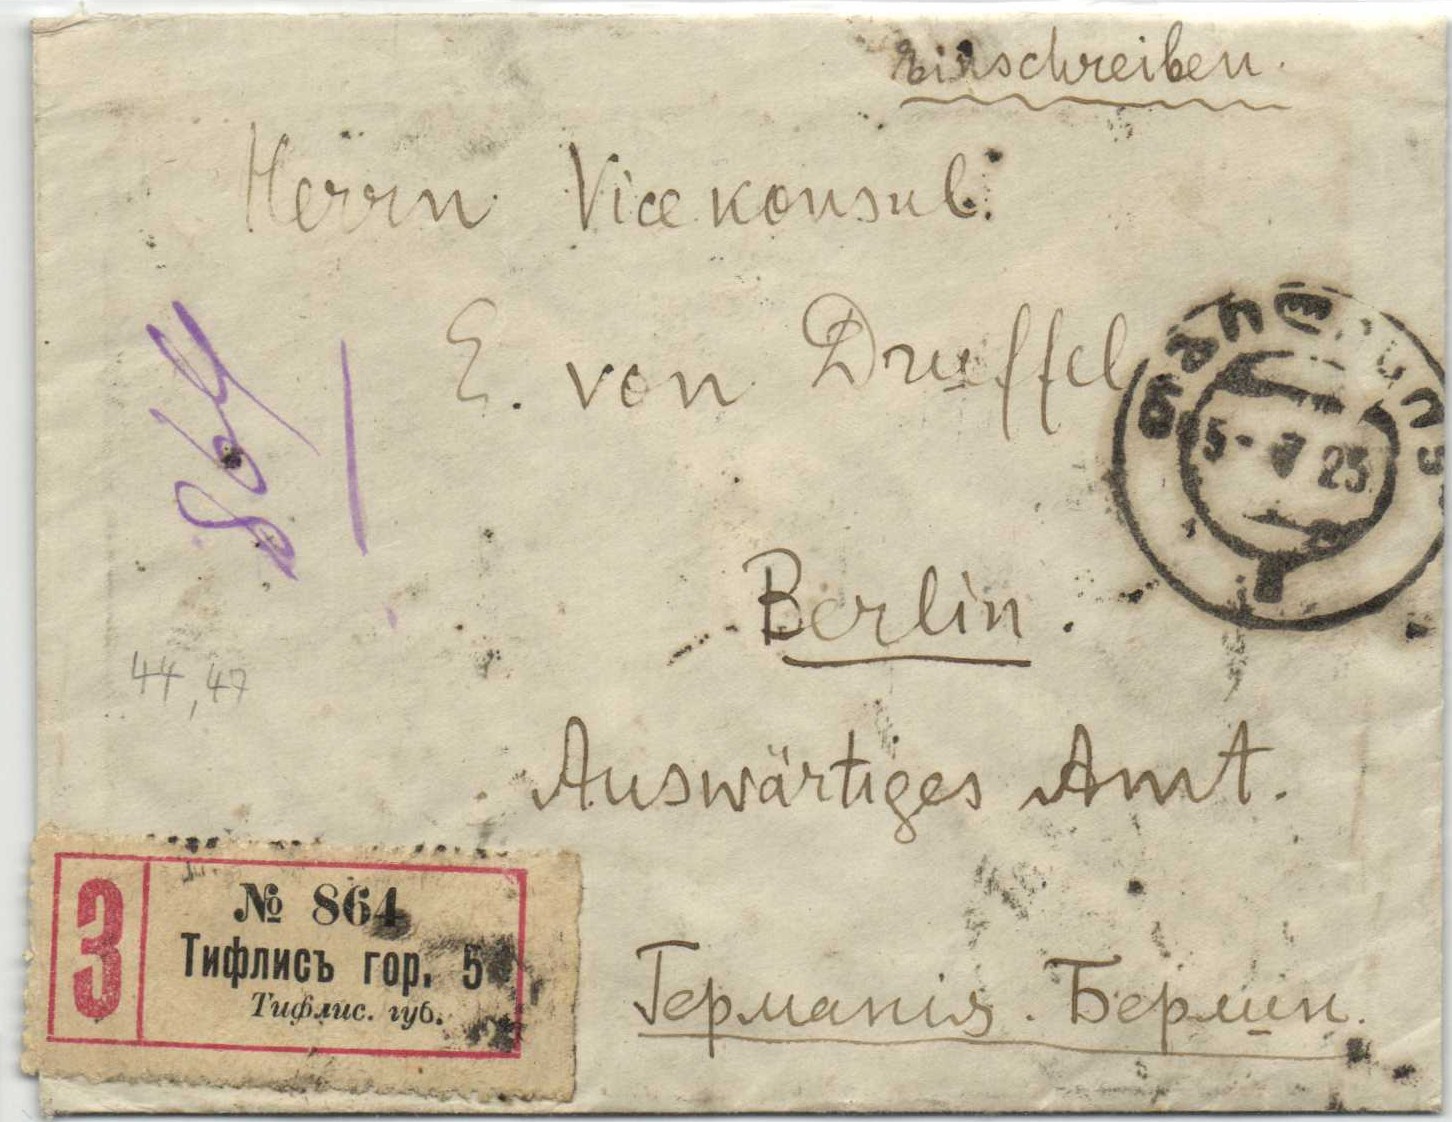 Einschreiben.
Herrn Vicekonsul.
E. von Druffel
5- 7 23
Berlin.
864
44,47
Auswärtiges Amt.
З
№ 864
Тифлисъ гор. 5
Тифлис. губ.
Германія. Берлин.